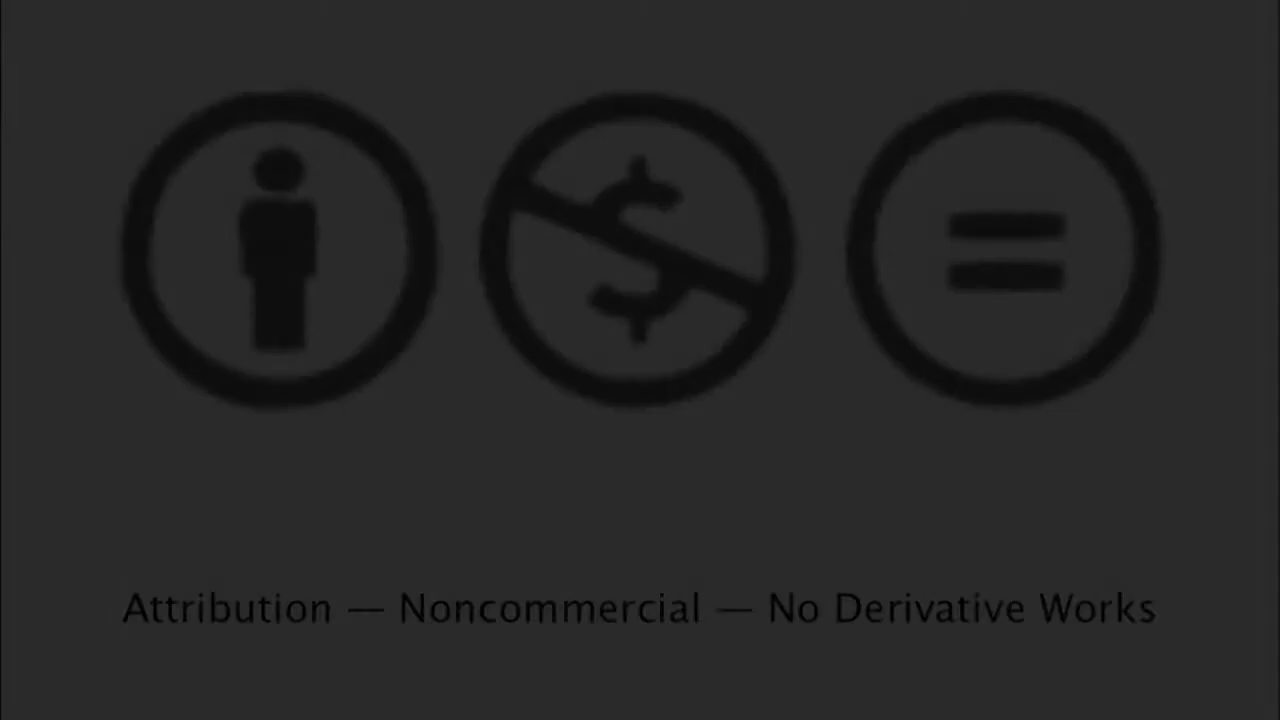 Attribution — Noncommercial — No Derivative Works